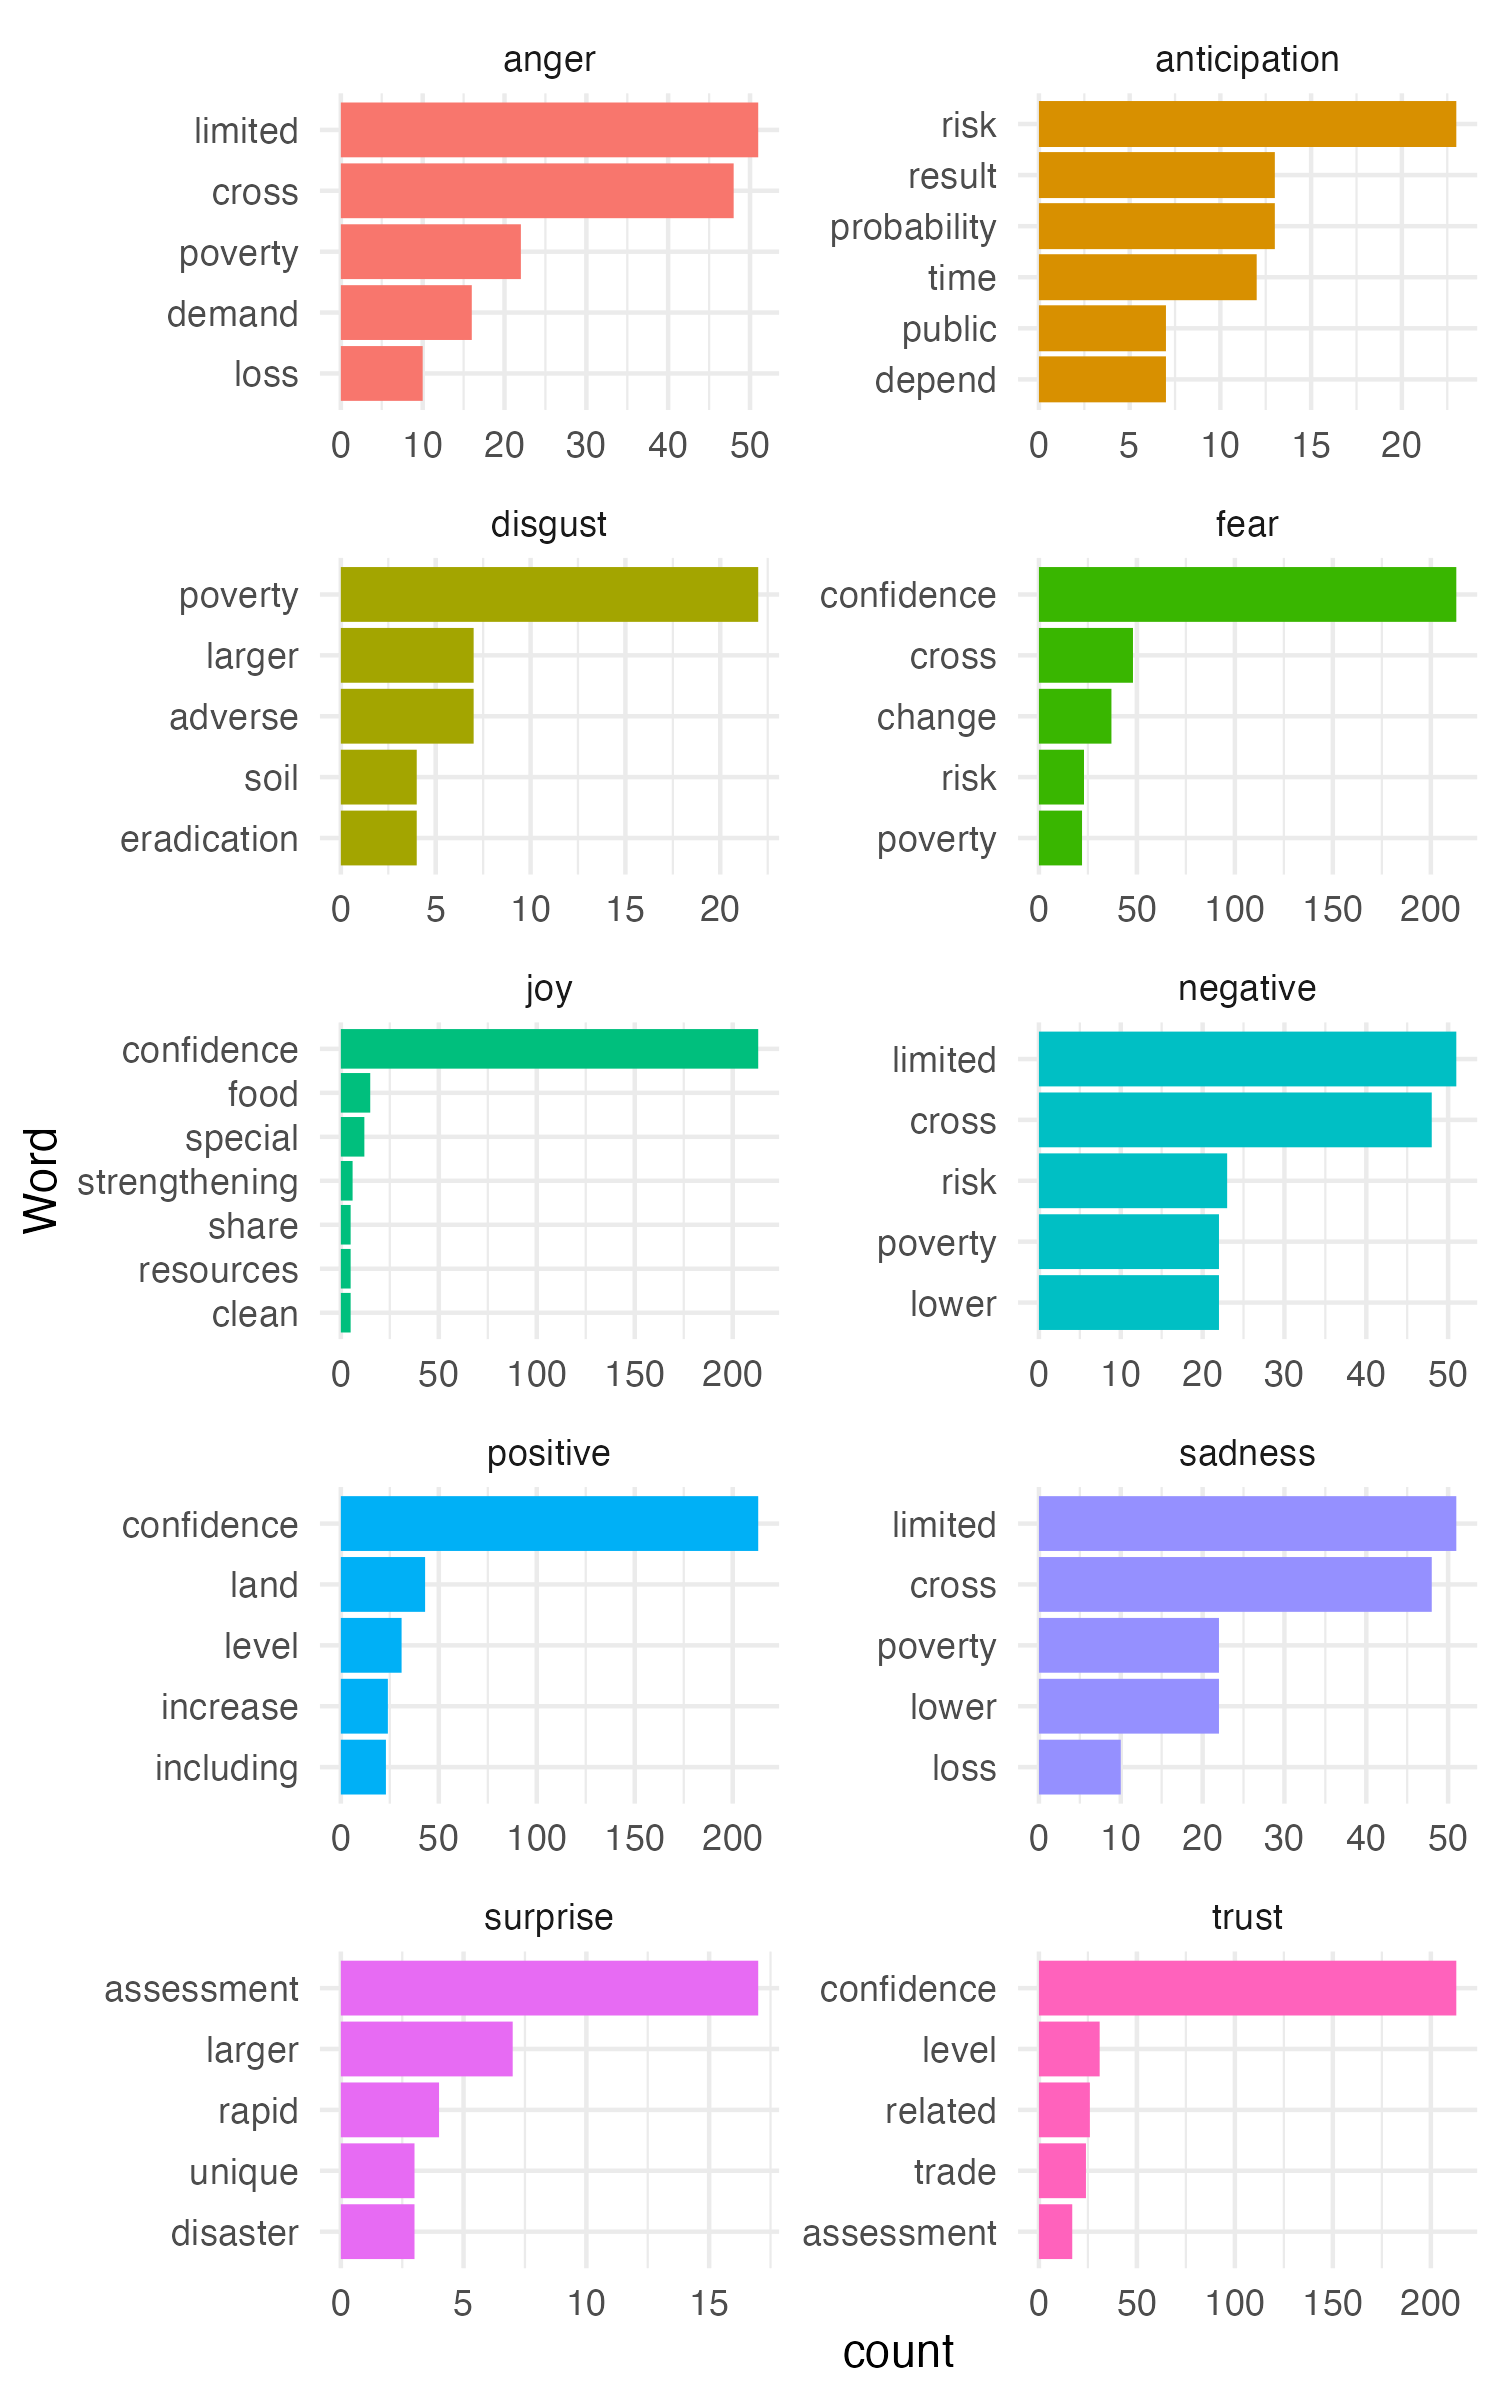 anger
limited
cross
poverty
demand
loss
0 10 20 30 40 50
anticipation
risk
result
probability
time
public
depend
0 5 10 15 20
disgust
poverty
larger
adverse
soil
eradication
0 5 10 15 20
fear
confidence
cross
change
risk
poverty
0 50 100 150 200
Word
joy
confidence
food
special
strengthening
share
resources
clean
0 50 100 150 200
negative
limited
cross
risk
poverty
lower
0 10 20 30 40 50
positive
confidence
land
level
increase
including
0 50 100 150 200
sadness
limited
cross
poverty
lower
loss
0 10 20 30 40 50
surprise
assessment
larger
rapid
unique
disaster
0 5 10 15
trust
confidence
level
related
trade
assessment
0 50 100 150 200
count